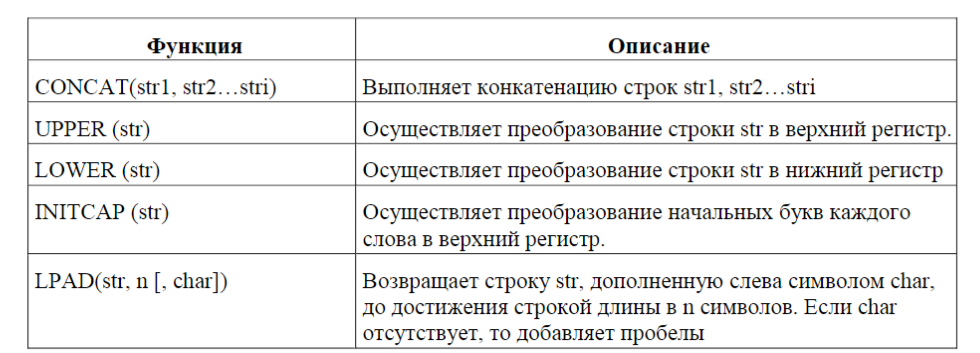 Функция
Описание
CONCAT(str1, str2…stri)
Выполняет конкатенацию строк str1, str2…stri
UPPER (str)
Осуществляет преобразование строки str в верхний регистр.
LOWER (str)
Осуществляет преобразование строки str в нижний регистр
INITCAP (str)
Осуществляет преобразование начальных букв каждого
слова в верхний регистр.
LPAD(str, n [, char])
Возвращает строку str, дополненную слева символом char,
до достижения строкой длины в n символов. Если char
отсутствует, то добавляет пробелы